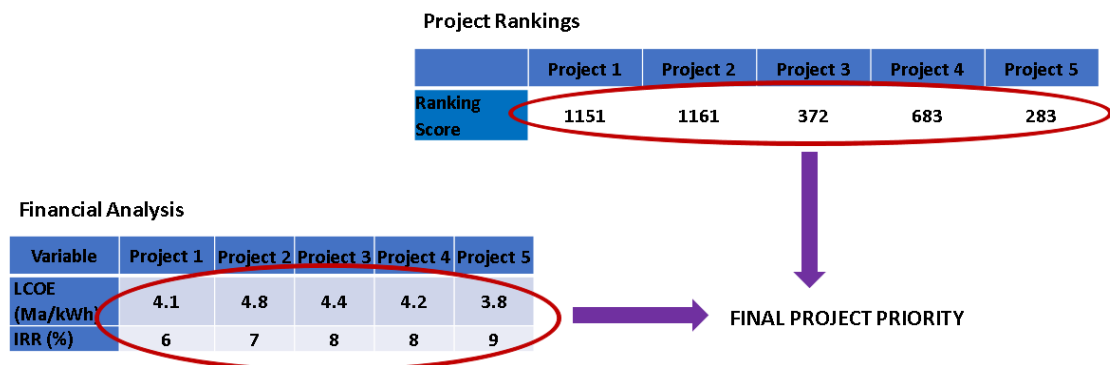 Project Rankings
Project 1 Project 2 Project 3 Project 4 Project 5
Ranking Score 1151 1161 372 683 283
Financial Analysis
Variable Project 1 Project 2 Project 3 Project 4 Project 5
LCOE (Ma/kWh) 4.1 4.8 4.4 4.2 3.8
IRR (%) 6 7 8 8 9
FINAL PROJECT PRIORITY